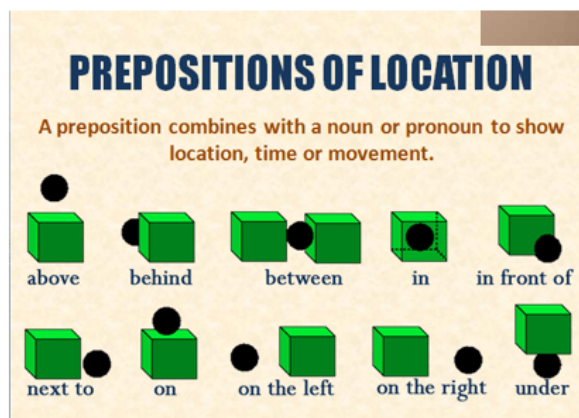 PREPOSITIONS OF LOCATION
A preposition combines with a noun or pronoun to show
location, time or movement.
above behind between in in front of
next to on on the left on the right under